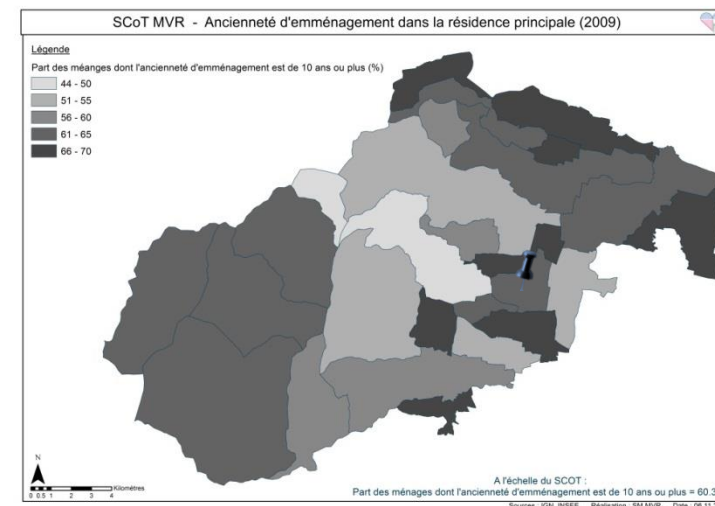 SCoT MVR - Ancienneté d'emménagement dans la résidence principale (2009)
Légende
Part des méanges dont l'ancienneté d'emménagement est de 10 ans ou plus (%)
44 - 50
51 - 55
56 - 60
61 - 65
66 - 70
N
Kilomètres
0 0.5 1 2 3 4
A l'échelle du SCOT :
Part des ménages dont l'ancienneté d'emménagement est de 10 ans ou plus = 60.3
Sources : IGN, INSEE Réalisation : SM MVR Date : 08.11.